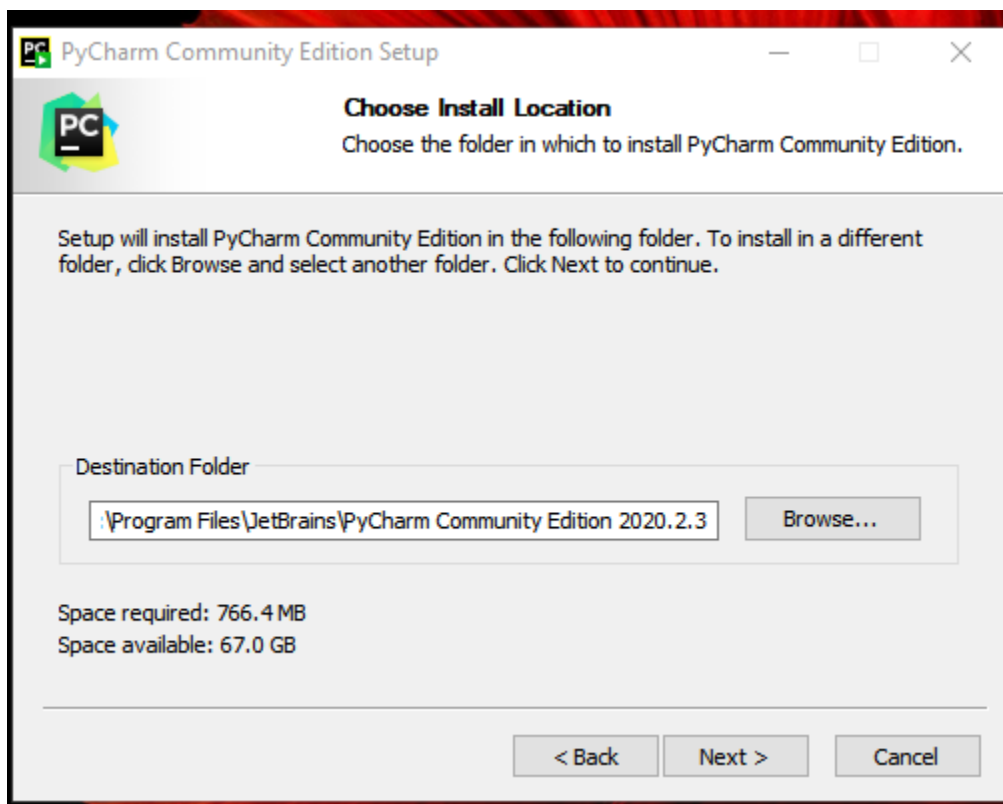 PyCharm Community Edition Setup
PC
Choose Install Location
Choose the folder in which to install PyCharm Community Edition.
Setup will install PyCharm Community Edition in the following folder. To install in a different
folder, click Browse and select another folder. Click Next to continue.
Destination Folder
:\Program Files\JetBrains\PyCharm Community Edition 2020.2.3
Browse...
Space required: 766.4 MB
Space available: 67.0 GB
< Back
Next >
Cancel